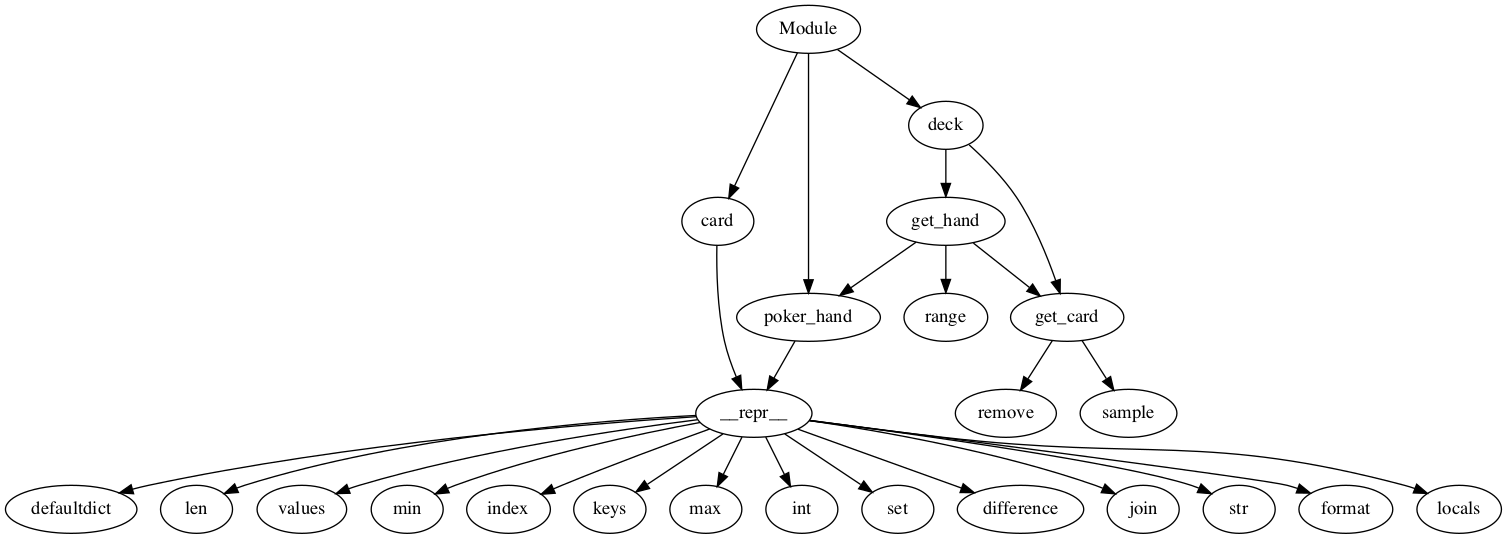 Module
deck
card
get_hand
poker_hand
range
get_card
__repr__
remove
sample
defaultdict
len
values
min
index
keys
max
int
set
difference
join
str
format
locals